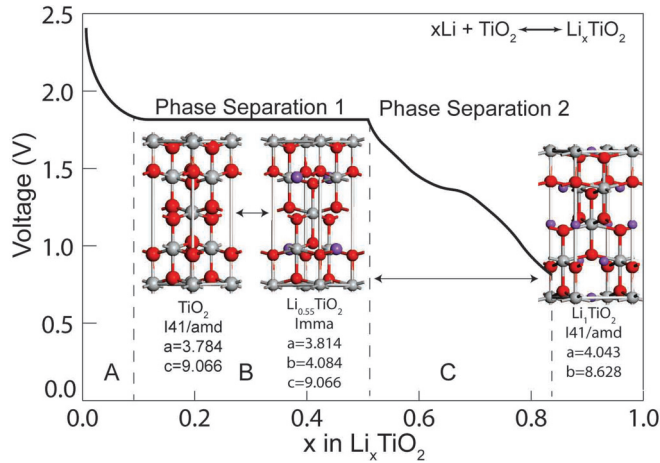 xLi + TiO₂ ⟷ LiₓTiO₂
Phase Separation 1
Phase Separation 2
Voltage (V)
2.5
2.0
1.5
1.0
0.5
0.0
TiO₂
I41/amd
a=3.784
c=9.066
Li₀.₅₅TiO₂
Imma
a=3.814
b=4.084
c=9.066
Li₁TiO₂
I41/amd
a=4.043
b=8.628
A
B
C
0.0
0.2
0.4
0.6
0.8
1.0
x in LiₓTiO₂